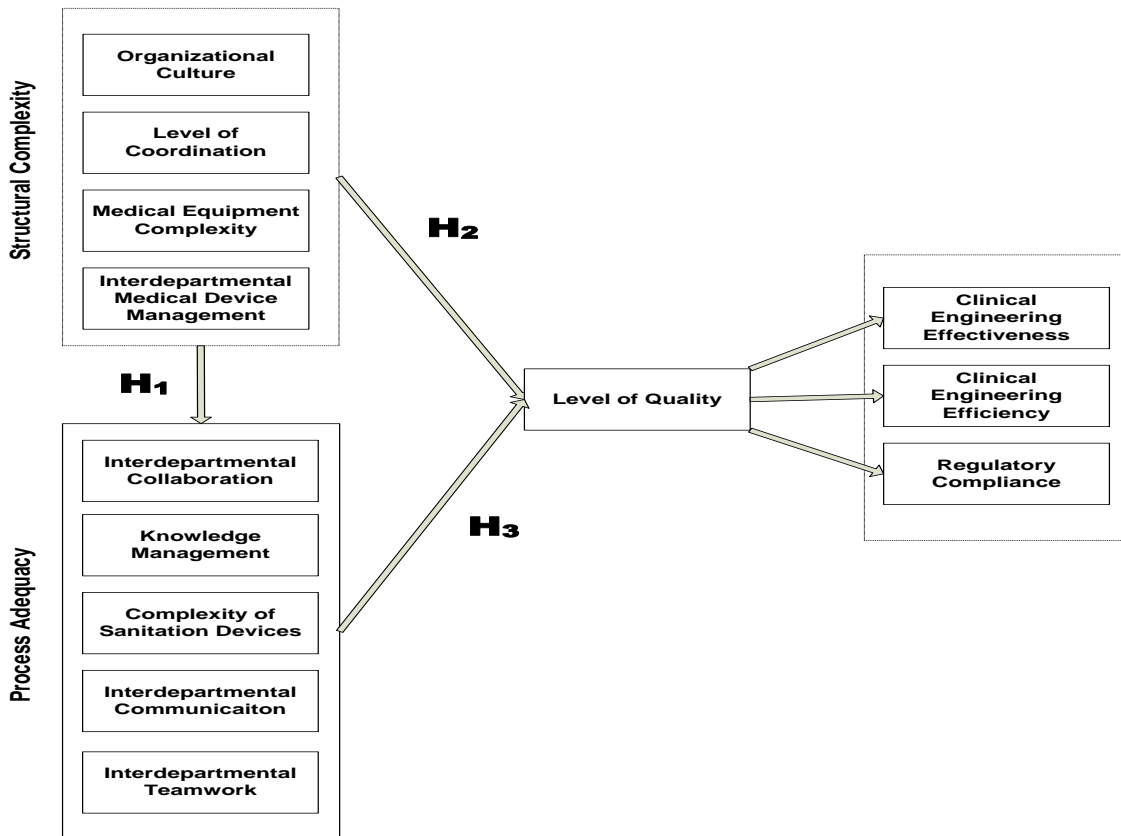 Structural Complexity
Organizational
Culture
Level of
Coordination
Medical Equipment
Complexity
Interdepartmental
Medical Device
Management
H₁
H₂
Process Adequacy
Interdepartmental
Collaboration
Knowledge
Management
Complexity of
Sanitation Devices
Interdepartmental
Communicaiton
Interdepartmental
Teamwork
H₃
Level of Quality
Clinical
Engineering
Effectiveness
Clinical
Engineering
Efficiency
Regulatory
Compliance